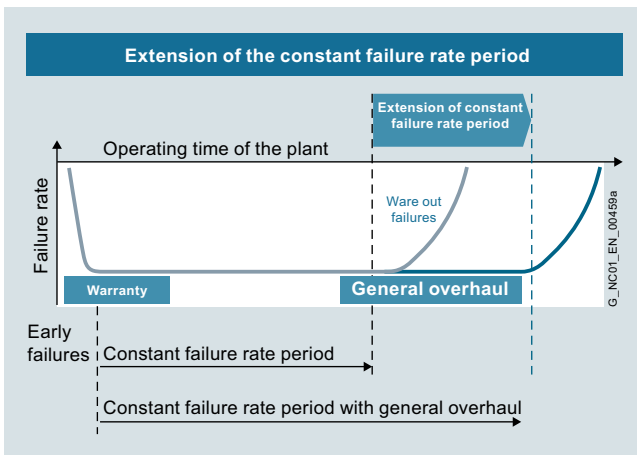 Extension of the constant failure rate period
Extension of constant
failure rate period
Operating time of the plant
Failure rate
Ware out
failures
G_NC01_EN_00459a
Warranty
General overhaul
Early
failures
Constant failure rate period
Constant failure rate period with general overhaul